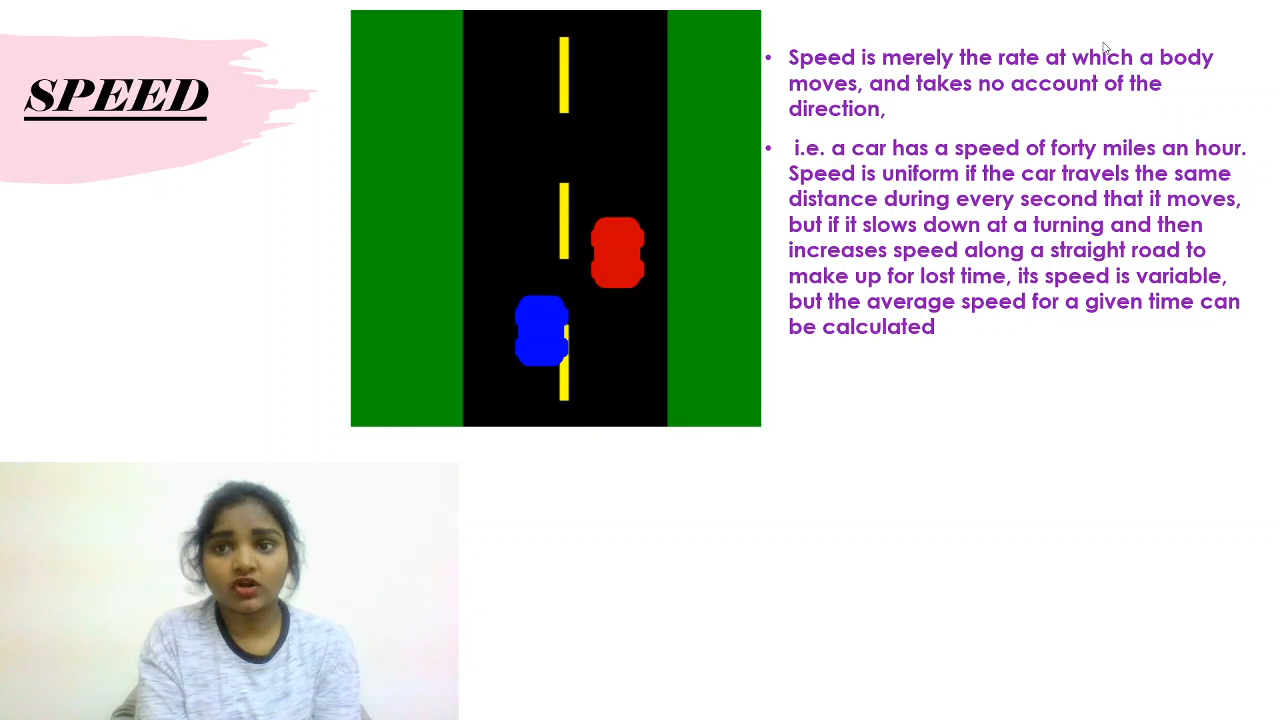 SPEED
• Speed is merely the rate at which a body
moves, and takes no account of the
direction,
• i.e. a car has a speed of forty miles an hour.
Speed is uniform if the car travels the same
distance during every second that it moves,
but if it slows down at a turning and then
increases speed along a straight road to
make up for lost time, its speed is variable,
but the average speed for a given time can
be calculated